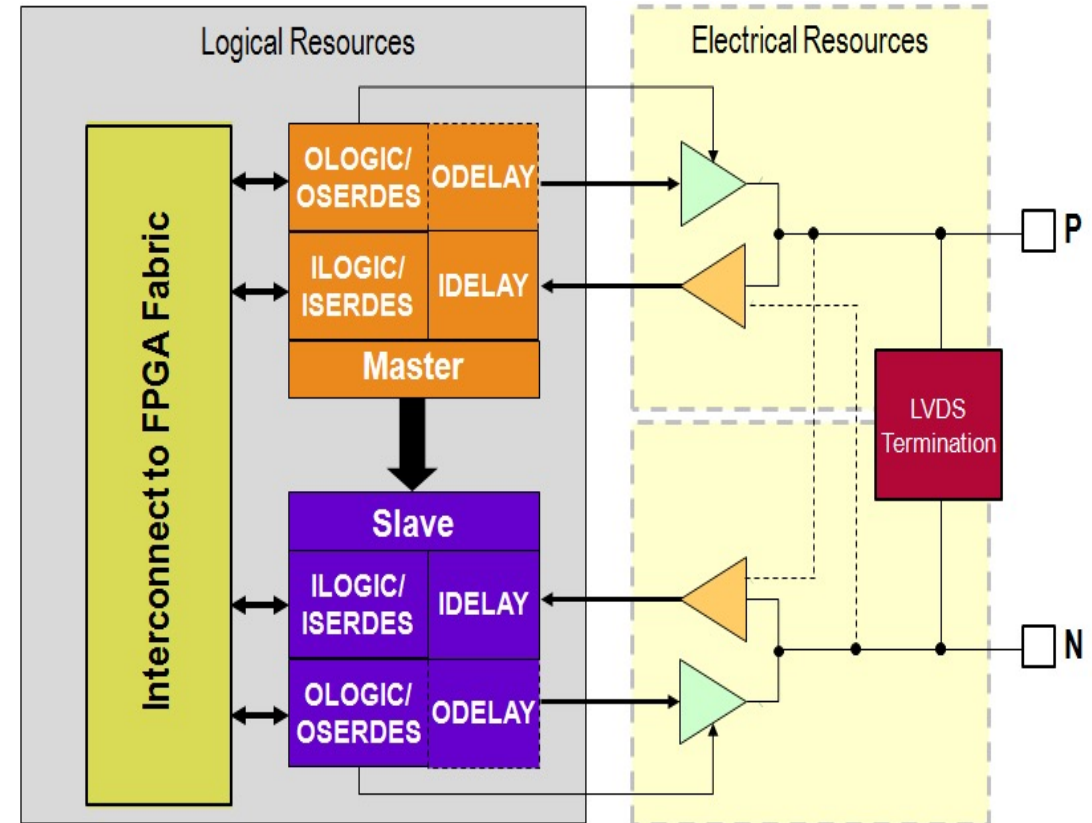 Logical Resources
Electrical Resources
Interconnect to FPGA Fabric
OLOGIC/
OSERDES
ODELAY
ILOGIC/
ISERDES
IDELAY
Master
P
LVDS
Termination
Slave
ILOGIC/
ISERDES
IDELAY
N
OLOGIC/
OSERDES
ODELAY